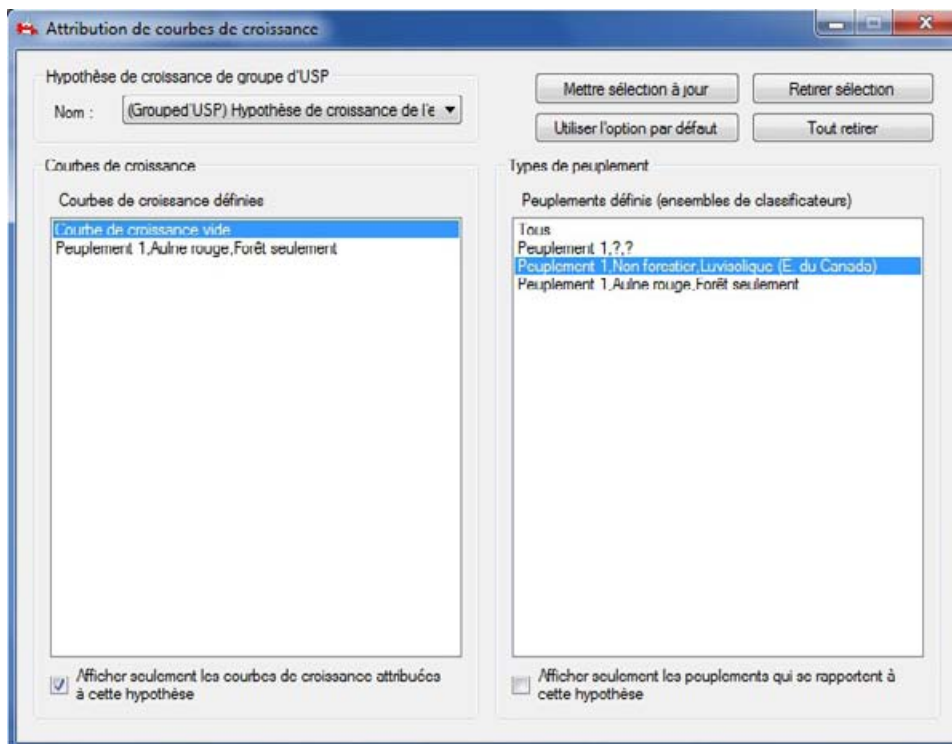 Attribution de courbes de croissance
Hypothèse de croissance de groupe d'USP
Nom :
(Grouped'USP) Hypothèse de croissance de l'e
Mettre sélection à jour
Retirer sélection
Utiliser l'option par défaut
Tout retirer
Courbes de croissance
Courbes de croissance définies
Courbe de croissance vide
Peuplement 1,Aulne rouge,Forêt seulement
Afficher seulement les courbes de croissance attribuées
à cette hypothèse
Types de peuplement
Peuplements définis (ensembles de classificateurs)
Tous
Peuplement 1,?,?
Peuplement 1,Non forestier,Luvisolique (E. du Canada)
Peuplement 1,Aulne rouge,Forêt seulement
Afficher seulement les peuplements qui se rapportent à
cette hypothèse